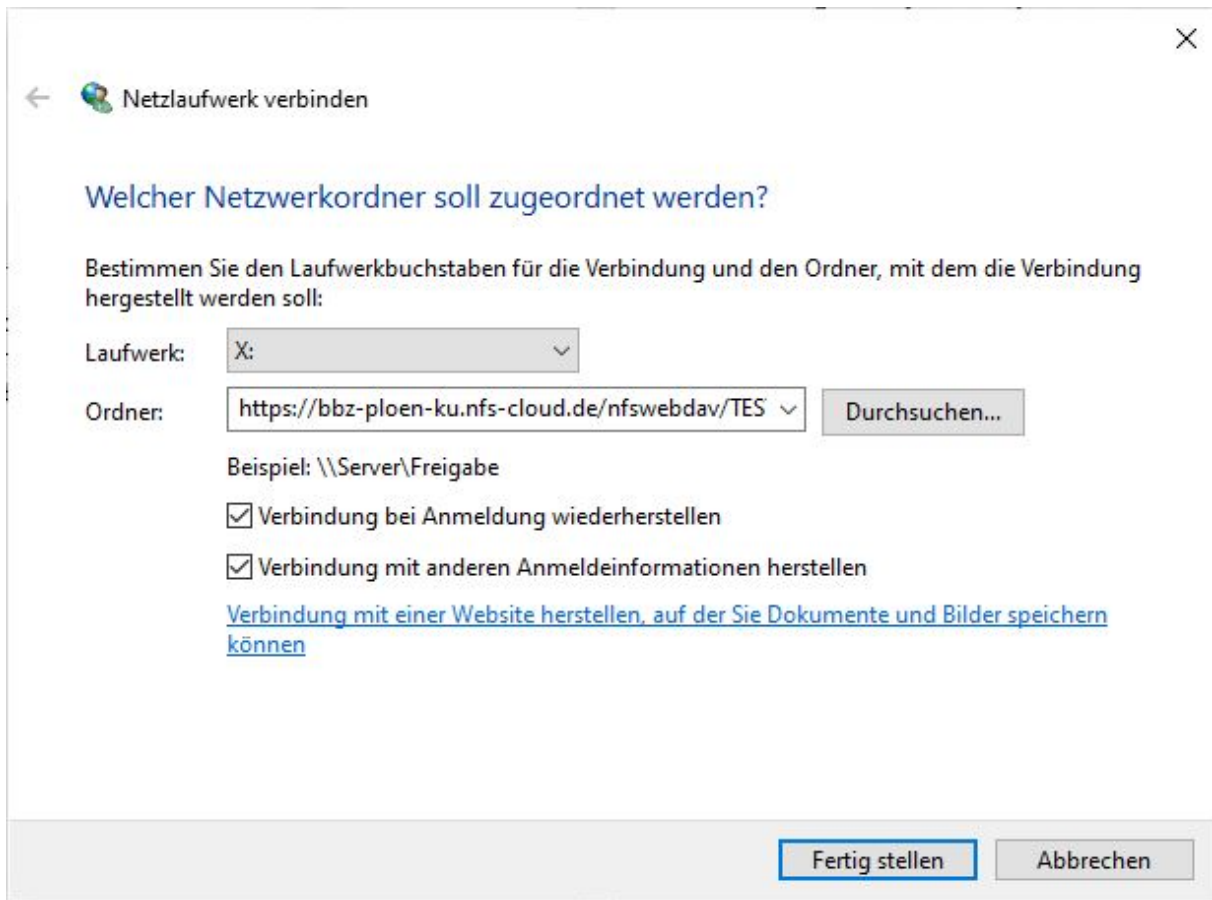 Netzlaufwerk verbinden
Welcher Netzwerkordner soll zugeordnet werden?
Bestimmen Sie den Laufwerkbuchstaben für die Verbindung und den Ordner, mit dem die Verbindung
hergestellt werden soll:
Laufwerk: X:
Ordner: https://bbz-ploen-ku.nfs-cloud.de/nfswebdav/TES Durchsuchen...
Beispiel: \\Server\Freigabe
Verbindung bei Anmeldung wiederherstellen
Verbindung mit anderen Anmeldeinformationen herstellen
Verbindung mit einer Website herstellen, auf der Sie Dokumente und Bilder speichern
können
Fertig stellen Abbrechen